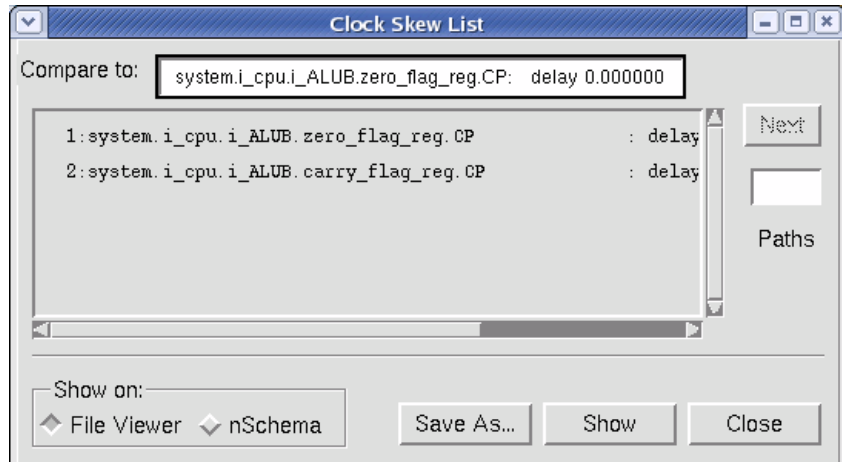 Clock Skew List
Compare to: system.i_cpu.i_ALUB.zero_flag_reg.CP: delay 0.000000
1:system.i_cpu.i_ALUB.zero_flag_reg.CP : delay
2:system.i_cpu.i_ALUB.carry_flag_reg.CP : delay
Next
Paths
Show on:
File Viewer nSchema
Save As... Show Close